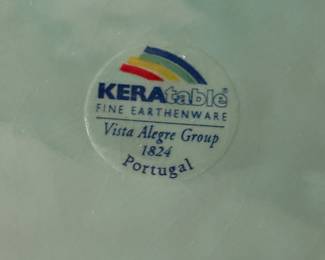 KERAtable®
FINE EARTHENWARE
Vista Alegre Group
1824
Portugal